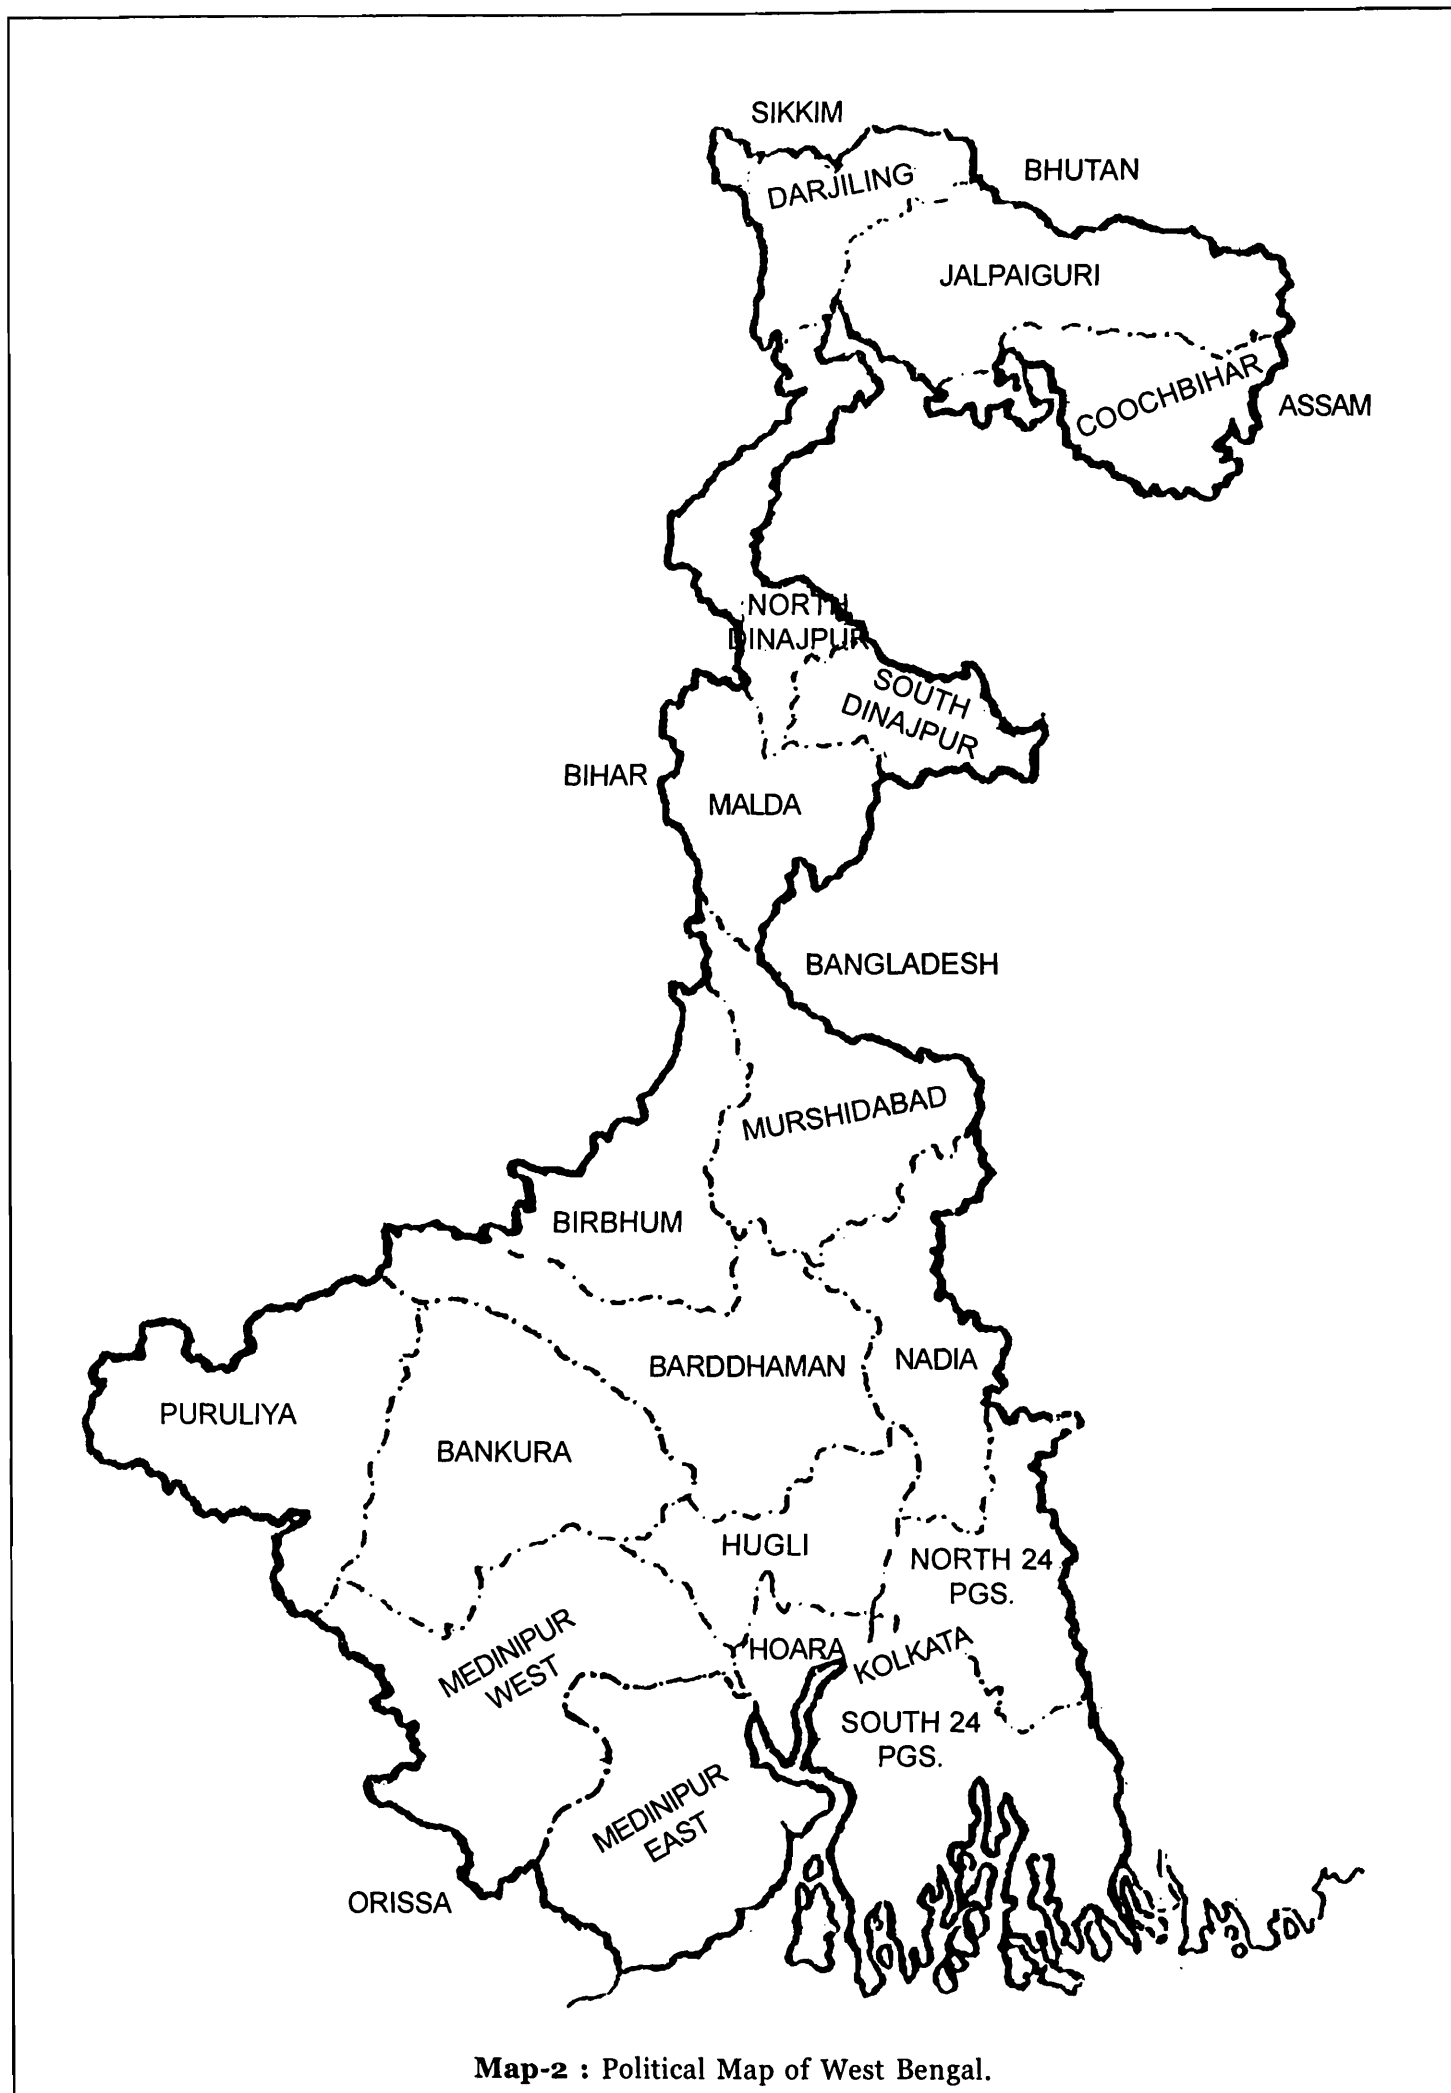 SIKKIM
BHUTAN
DARJILING
JALPAIGURI
COOCHBIHAR
ASSAM
NORTH
DINAJPUR
SOUTH
DINAJPUR
BIHAR
MALDA
BANGLADESH
MURSHIDABAD
BIRBHUM
BARDDHAMAN
NADIA
PURULIYA
BANKURA
HUGLI
NORTH 24
PGS.
MEDINIPUR
WEST
HOARA
KOLKATA
SOUTH 24
PGS.
MEDINIPUR
EAST
ORISSA
Map-2 : Political Map of West Bengal.